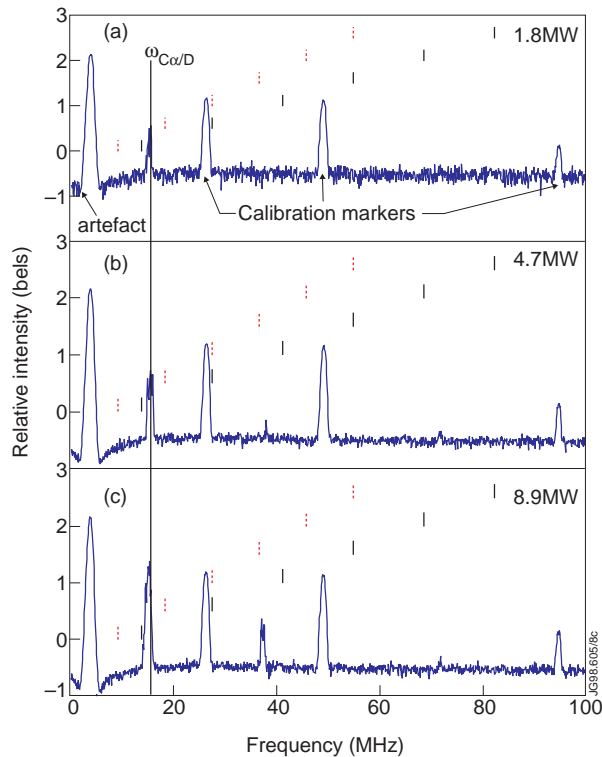 3
(a)
ω_Cα/D
1.8MW
2
1
0
–1
artefact
Calibration markers
3
(b)
4.7MW
2
1
0
Relative intensity (bels)
3
(c)
8.9MW
2
1
0
–1
0
20
40
60
80
100
Frequency (MHz)
JG98.605/8c